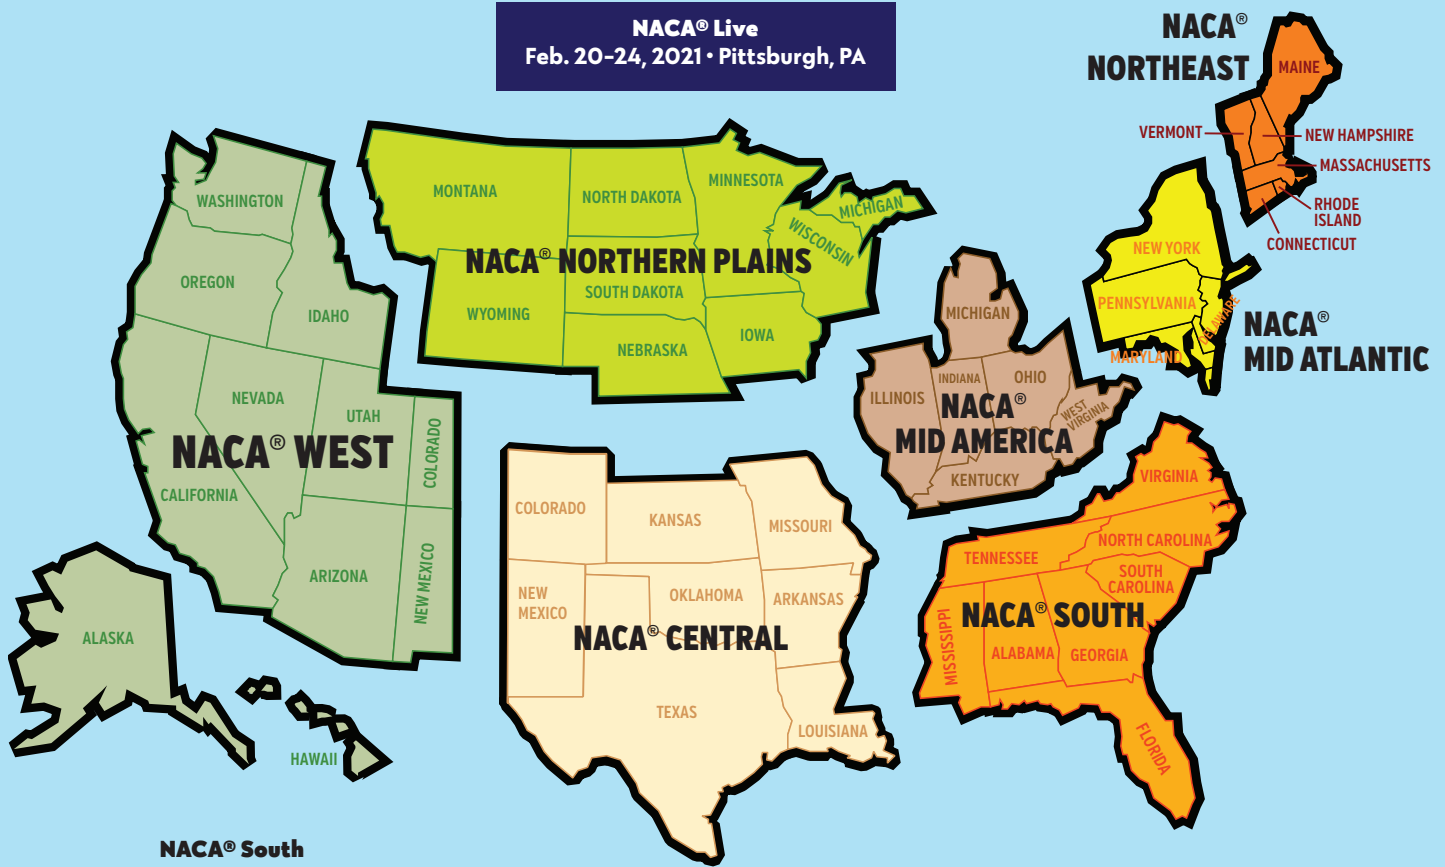 NACA® Live
Feb. 20–24, 2021 • Pittsburgh, PA
NACA®
NORTHEAST
MAINE
VERMONT
NEW HAMPSHIRE
MASSACHUSETTS
RHODE
ISLAND
CONNECTICUT
WASHINGTON
OREGON
IDAHO
NEVADA
UTAH
COLORADO
NACA® WEST
CALIFORNIA
ARIZONA
NEW MEXICO
ALASKA
HAWAII
MONTANA
NORTH DAKOTA
MINNESOTA
MICHIGAN
WISCONSIN
NACA® NORTHERN PLAINS
SOUTH DAKOTA
WYOMING
IOWA
NEBRASKA
NEW YORK
PENNSYLVANIA
DELAWARE
MARYLAND
NACA®
MID ATLANTIC
MICHIGAN
ILLINOIS
INDIANA
OHIO
WEST
VIRGINIA
NACA®
MID AMERICA
KENTUCKY
COLORADO
KANSAS
MISSOURI
NEW
MEXICO
OKLAHOMA
ARKANSAS
NACA® CENTRAL
TEXAS
LOUISIANA
VIRGINIA
NORTH CAROLINA
TENNESSEE
SOUTH
CAROLINA
NACA® SOUTH
MISSISSIPPI
ALABAMA
GEORGIA
FLORIDA
NACA® South